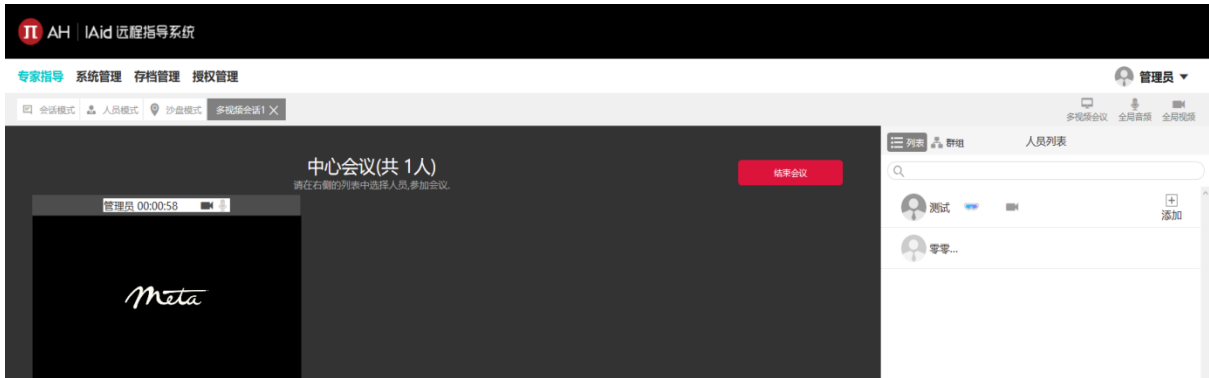 AH | IAid 远程指导系统
专家指导 系统管理 存档管理 授权管理 管理员
会话模式 人员模式 沙盘模式 多视频会话1 ×
多视频会议 全局音频 全局视频
列表 群组 人员列表
中心会议(共 1人)
请在右侧的列表中选择人员,参加会议.
结束会议
管理员 00:00:58
Meta
测试 添加
零零...